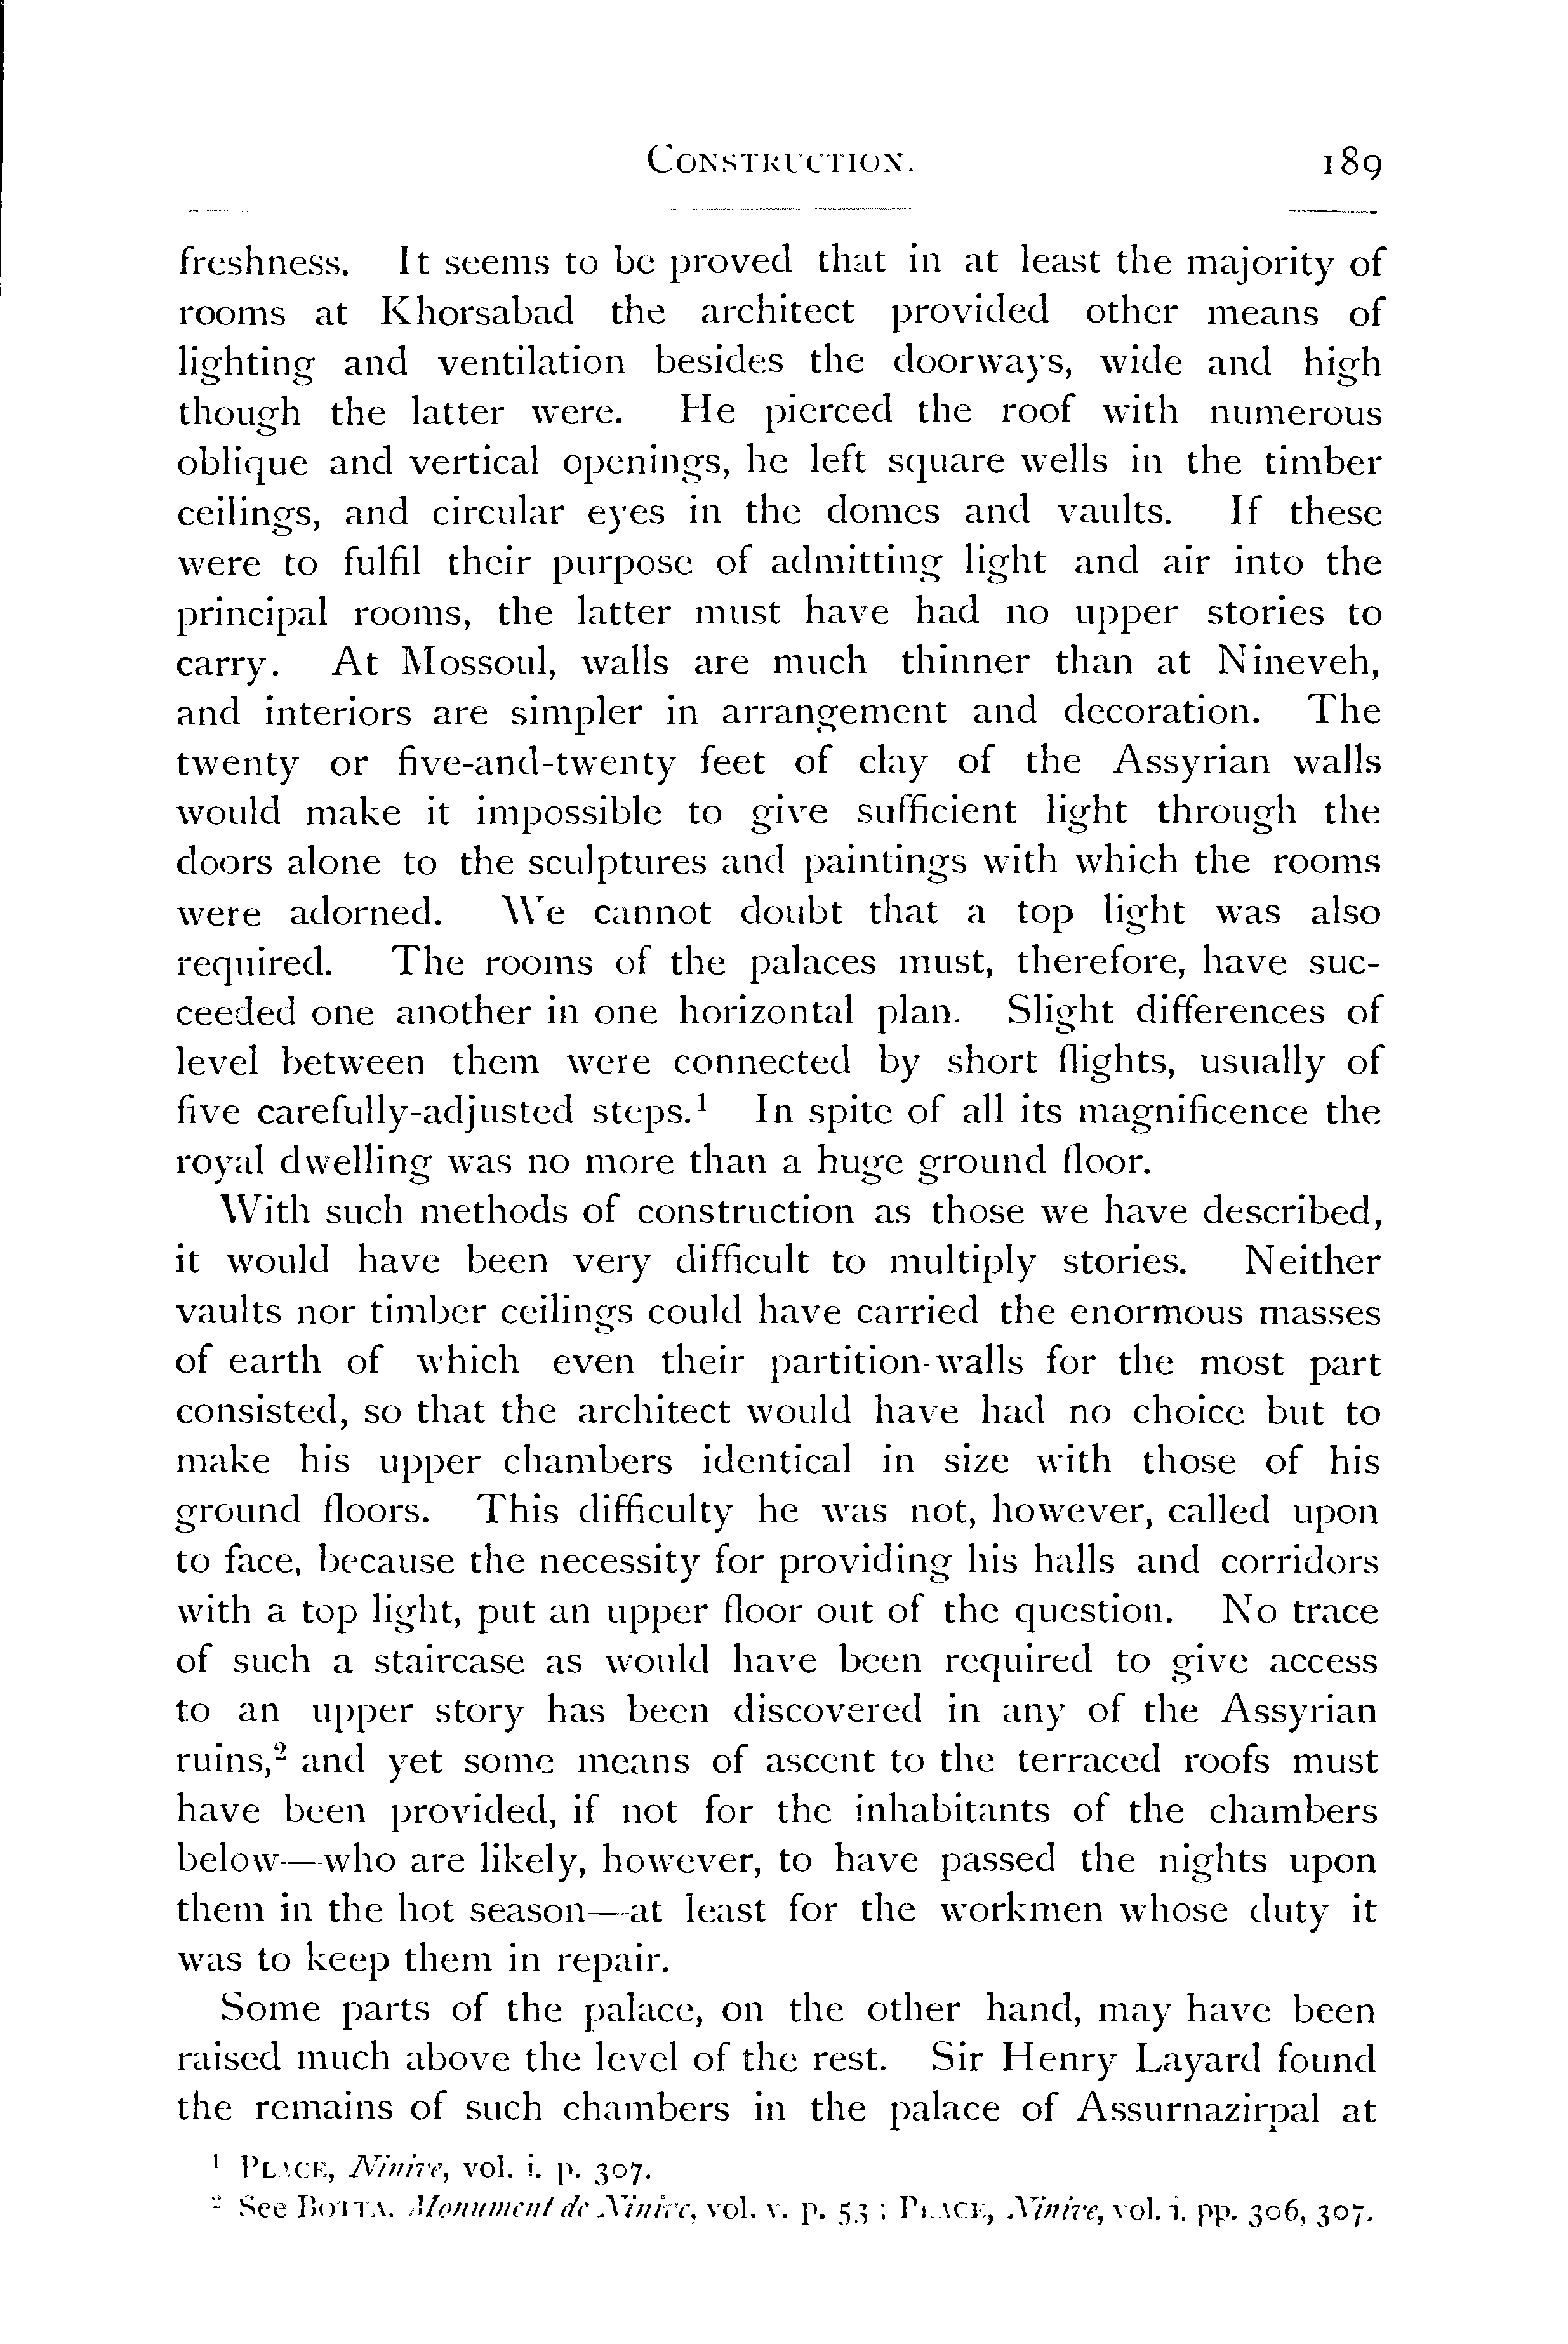 CONSTRUCTION. 189
freshness. It seems to be proved that in at least the majority of
rooms at Khorsabad the architect provided other means of
lighting and ventilation besides the doorways, wide and high
though the latter were. He pierced the roof with numerous
oblique and vertical openings, he left square wells in the timber
ceilings, and circular eyes in the domes and vaults. If these
were to fulfil their purpose of admitting light and air into the
principal rooms, the latter must have had no upper stories to
carry. At Mossoul, walls are much thinner than at Nineveh,
and interiors are simpler in arrangement and decoration. The
twenty or five-and-twenty feet of clay of the Assyrian walls
would make it impossible to give sufficient light through the
doors alone to the sculptures and paintings with which the rooms
were adorned. We cannot doubt that a top light was also
required. The rooms of the palaces must, therefore, have suc-
ceeded one another in one horizontal plan. Slight differences of
level between them were connected by short flights, usually of
five carefully-adjusted steps.¹ In spite of all its magnificence the
royal dwelling was no more than a huge ground floor.
With such methods of construction as those we have described,
it would have been very difficult to multiply stories. Neither
vaults nor timber ceilings could have carried the enormous masses
of earth of which even their partition-walls for the most part
consisted, so that the architect would have had no choice but to
make his upper chambers identical in size with those of his
ground floors. This difficulty he was not, however, called upon
to face, because the necessity for providing his halls and corridors
with a top light, put an upper floor out of the question. No trace
of such a staircase as would have been required to give access
to an upper story has been discovered in any of the Assyrian
ruins,² and yet some means of ascent to the terraced roofs must
have been provided, if not for the inhabitants of the chambers
below—who are likely, however, to have passed the nights upon
them in the hot season—at least for the workmen whose duty it
was to keep them in repair.
Some parts of the palace, on the other hand, may have been
raised much above the level of the rest. Sir Henry Layard found
the remains of such chambers in the palace of Assurnazirpal at
¹ PLACE, Ninive, vol. i. p. 307.
² See BOTTA. Monument de Ninive, vol. v. p. 53 ; PLACE, Ninive, vol. i. pp. 306, 307.